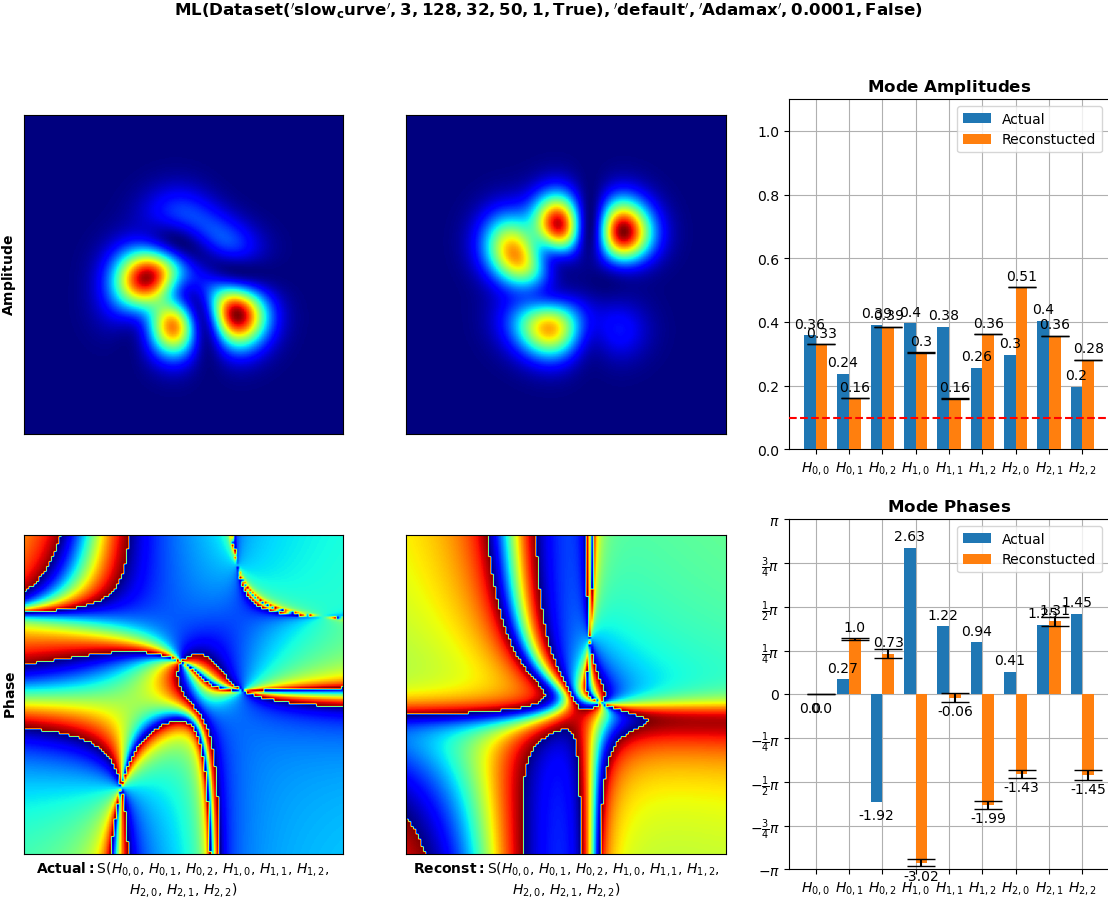 ML(Dataset('slow_curve', 3, 128, 32, 50, 1, True), 'default', 'Adamax', 0.0001, False)
Amplitude
Mode Amplitudes
Actual
Reconstucted
1.0
0.8
0.6
0.4
0.2
0.0
0.36 0.33 0.24 0.16 0.39 0.39 0.4 0.3 0.38 0.16 0.26 0.36 0.3 0.51 0.4 0.36 0.2 0.28
H0,0 H0,1 H0,2 H1,0 H1,1 H1,2 H2,0 H2,1 H2,2
Phase
Actual: S(H0,0, H0,1, H0,2, H1,0, H1,1, H1,2,
H2,0, H2,1, H2,2)
Reconst: S(H0,0, H0,1, H0,2, H1,0, H1,1, H1,2,
H2,0, H2,1, H2,2)
Mode Phases
Actual
Reconstucted
π
3/4π
1/2π
1/4π
0
−1/4π
−1/2π
−3/4π
−π
0.0 0.0 0.27 1.0 -1.92 0.73 2.63 -3.02 1.22 -0.06 0.94 -1.99 0.41 -1.43 1.25 1.31 1.45 -1.45
H0,0 H0,1 H0,2 H1,0 H1,1 H1,2 H2,0 H2,1 H2,2